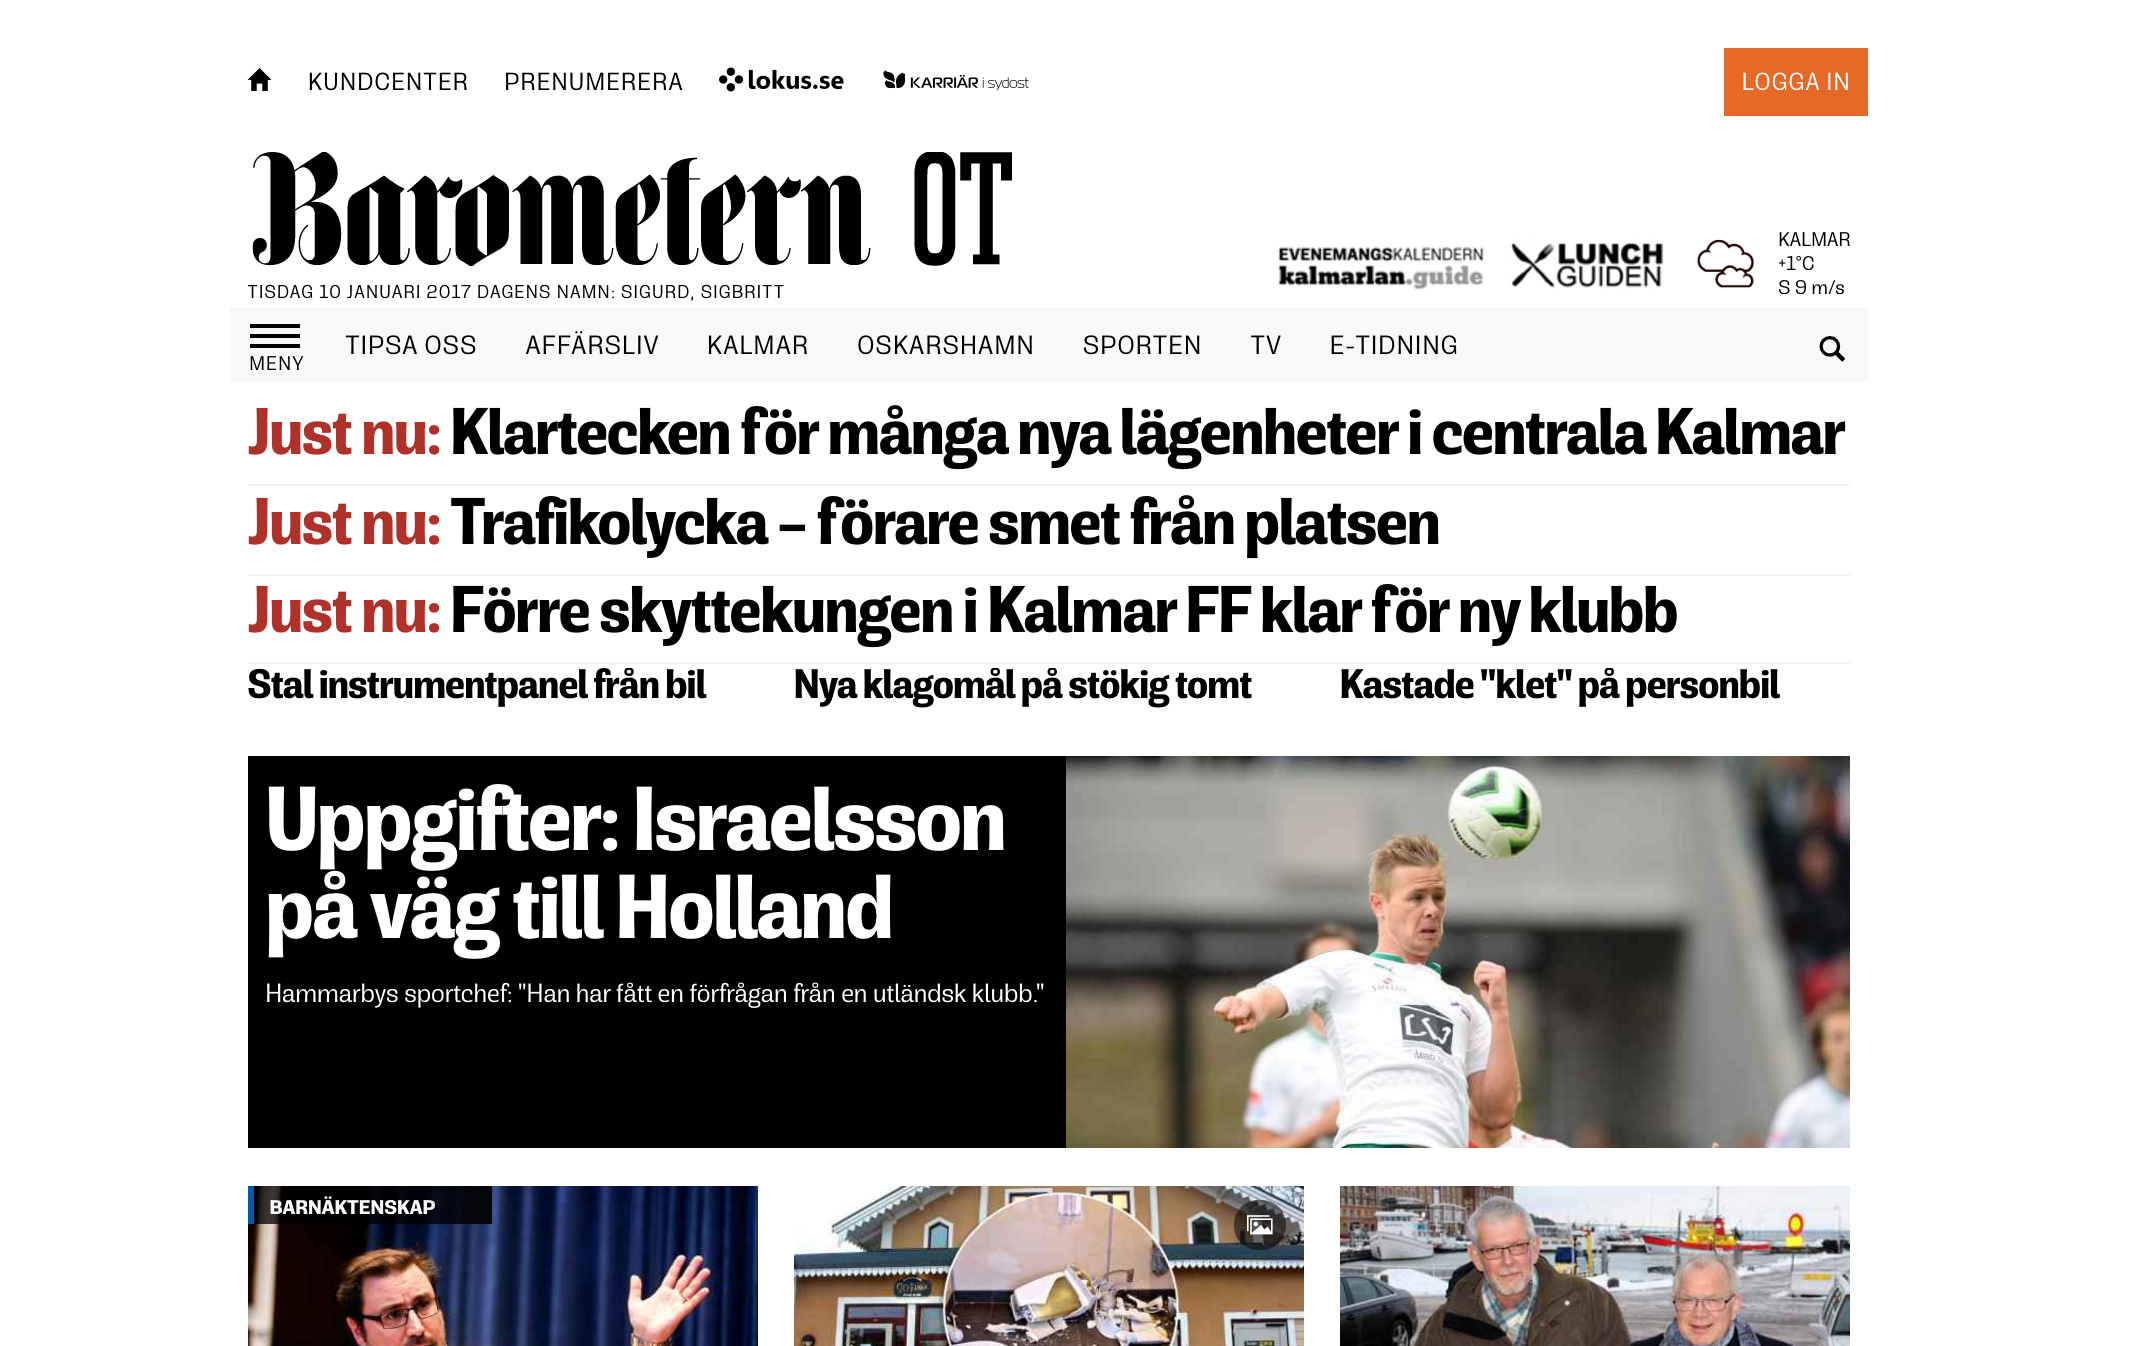 KUNDCENTER PRENUMERERA lokus.se KARRIÄR i sydost LOGGA IN
Barometern OT
EVENEMANGSKALENDERN
kalmarlan.guide
LUNCH
GUIDEN
KALMAR
+1°C
S 9 m/s
TISDAG 10 JANUARI 2017 DAGENS NAMN: SIGURD, SIGBRITT
MENY TIPSA OSS AFFÄRSLIV KALMAR OSKARSHAMN SPORTEN TV E-TIDNING
Just nu: Klartecken för många nya lägenheter i centrala Kalmar
Just nu: Trafikolycka – förare smet från platsen
Just nu: Förre skyttekungen i Kalmar FF klar för ny klubb
Stal instrumentpanel från bil
Nya klagomål på stökig tomt
Kastade "klet" på personbil
Uppgifter: Israelsson
på väg till Holland
Hammarbys sportchef: "Han har fått en förfrågan från en utländsk klubb."
BARNÄKTENSKAP